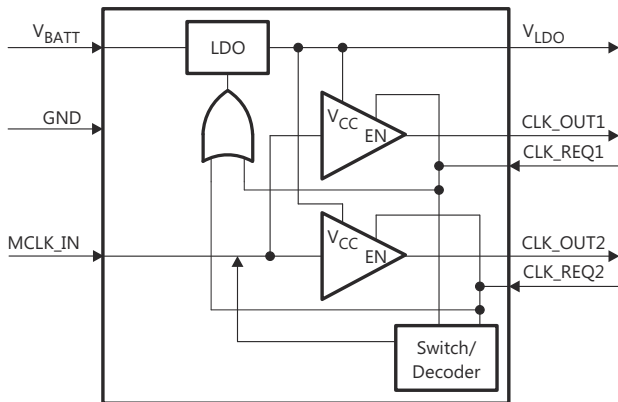 VBATT
LDO
VLDO
GND
VCC
EN
CLK_OUT1
CLK_REQ1
MCLK_IN
VCC
EN
CLK_OUT2
CLK_REQ2
Switch/
Decoder